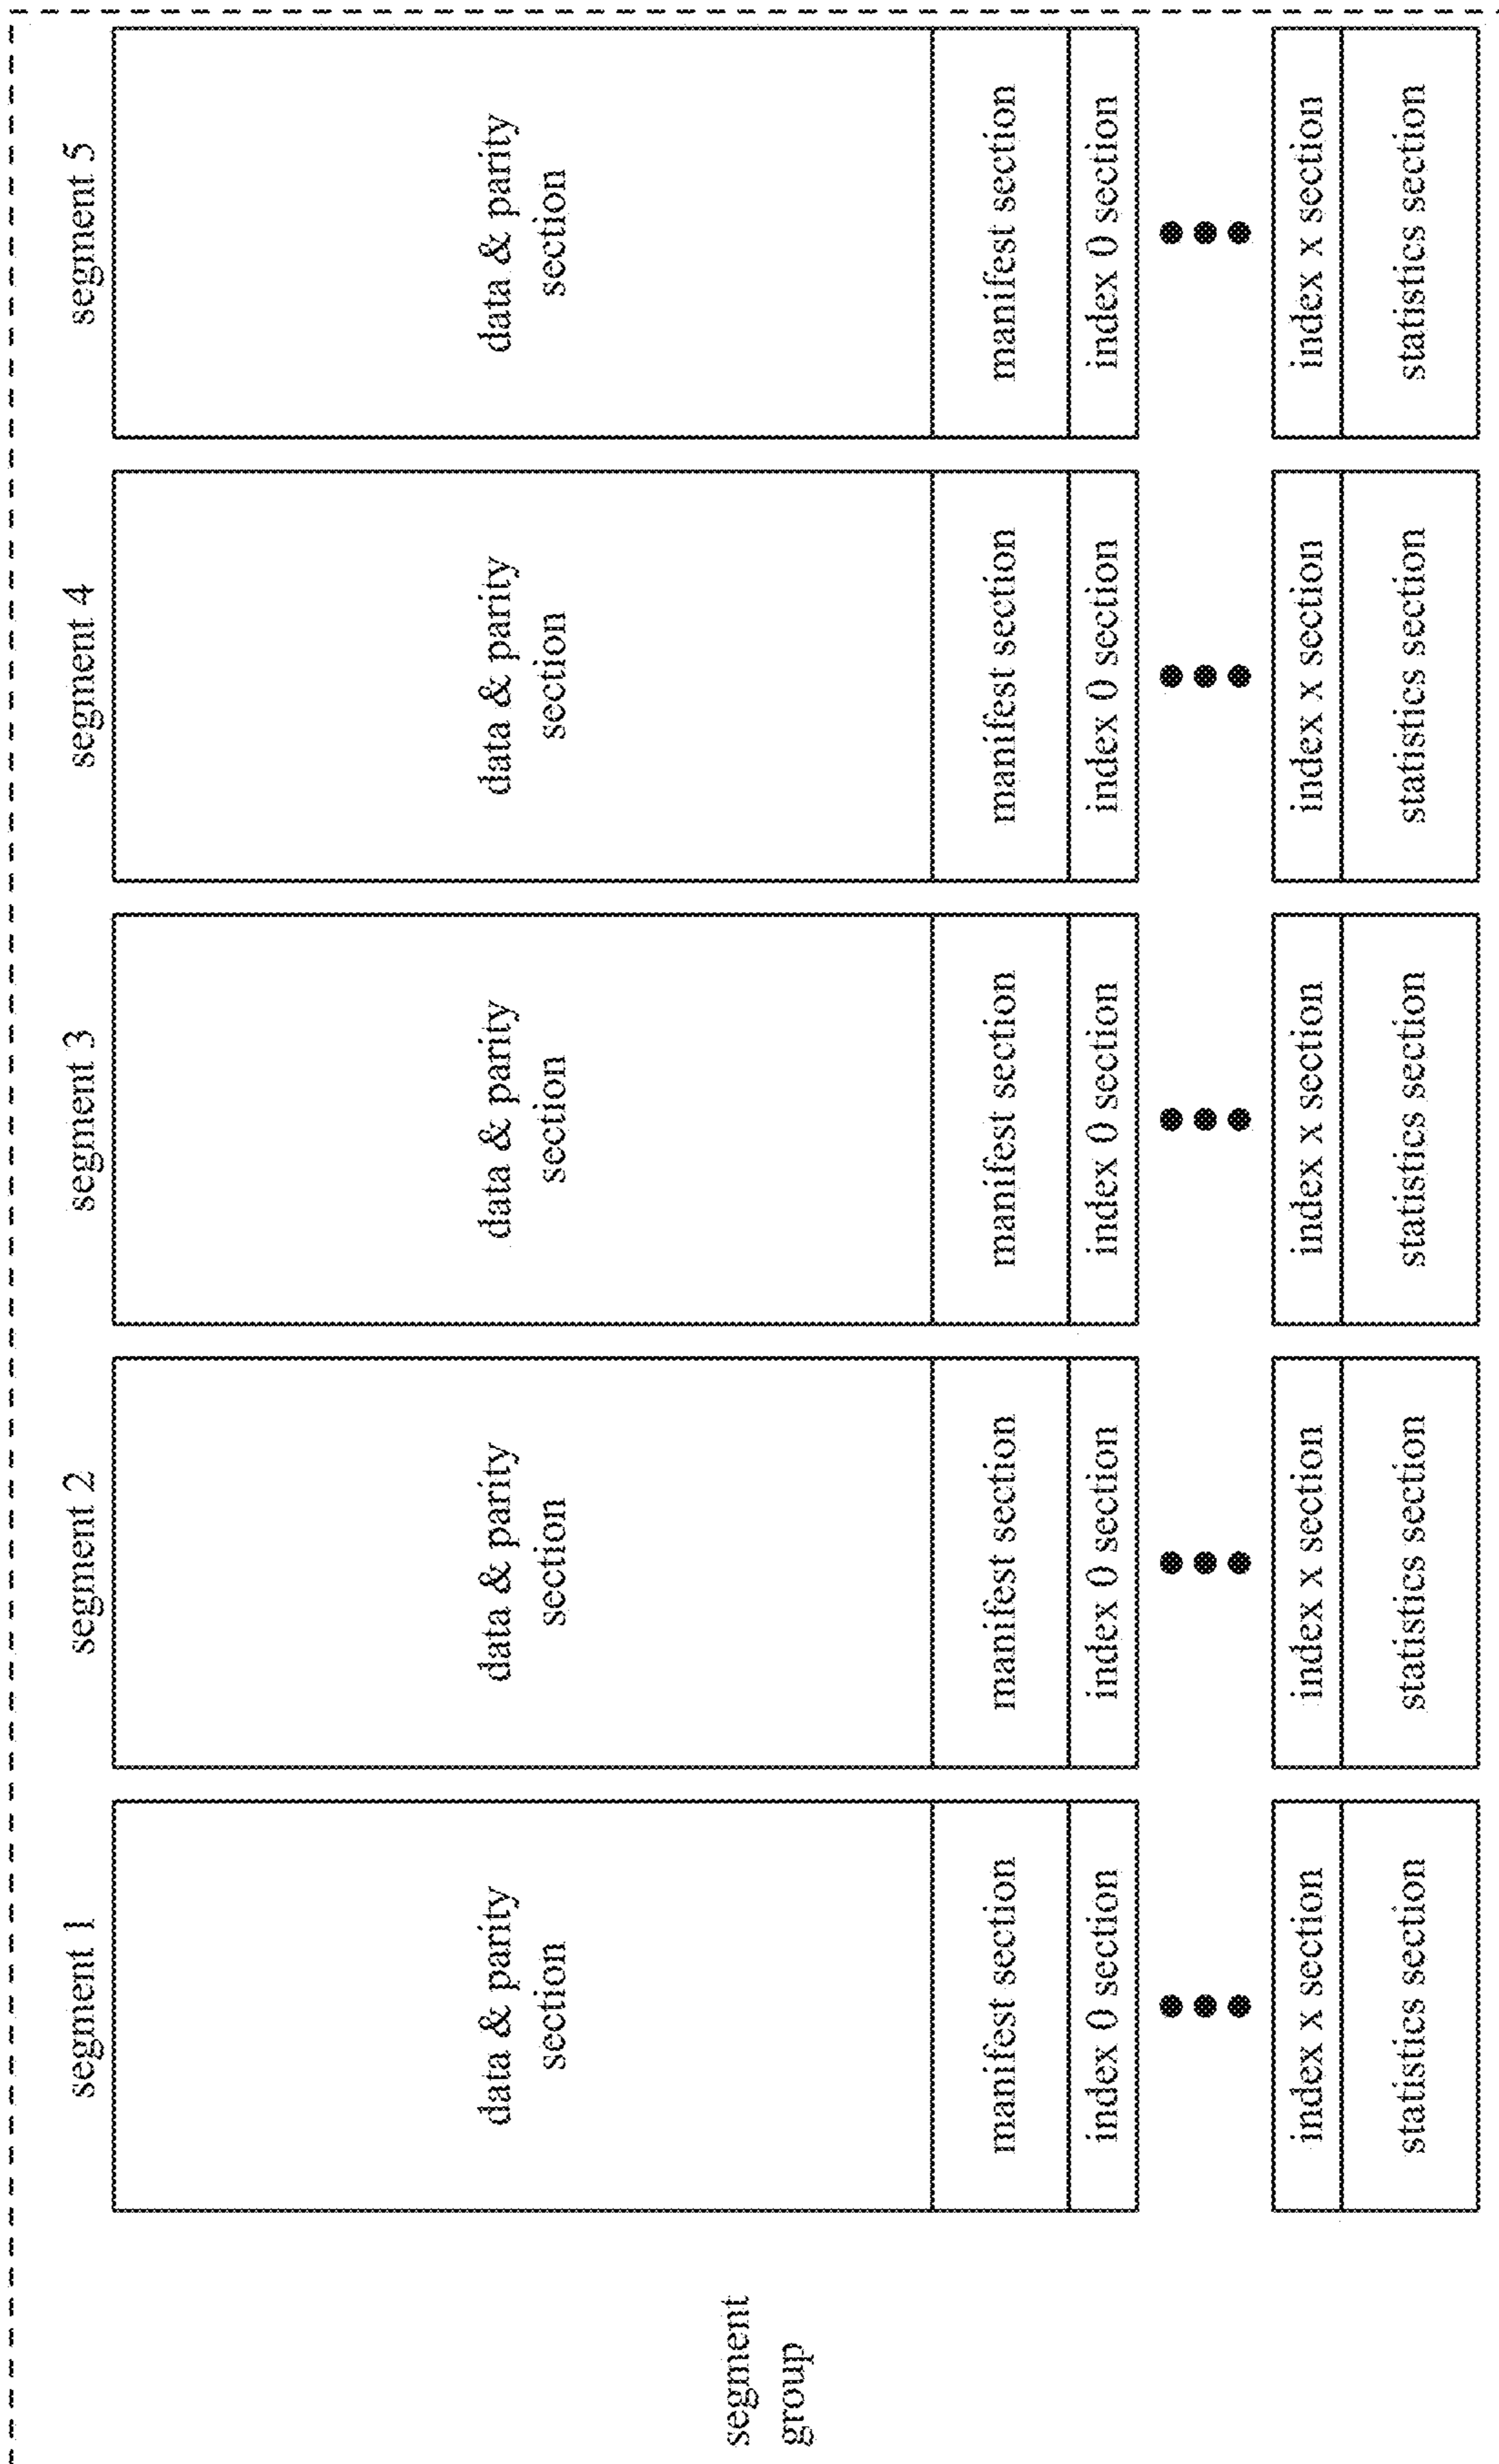 segment
group
segment 1
data & parity
section
manifest section
index 0 section
index x section
statistics section
segment 2
data & parity
section
manifest section
index 0 section
index x section
statistics section
segment 3
data & parity
section
manifest section
index 0 section
index x section
statistics section
segment 4
data & parity
section
manifest section
index 0 section
index x section
statistics section
segment 5
data & parity
section
manifest section
index 0 section
index x section
statistics section